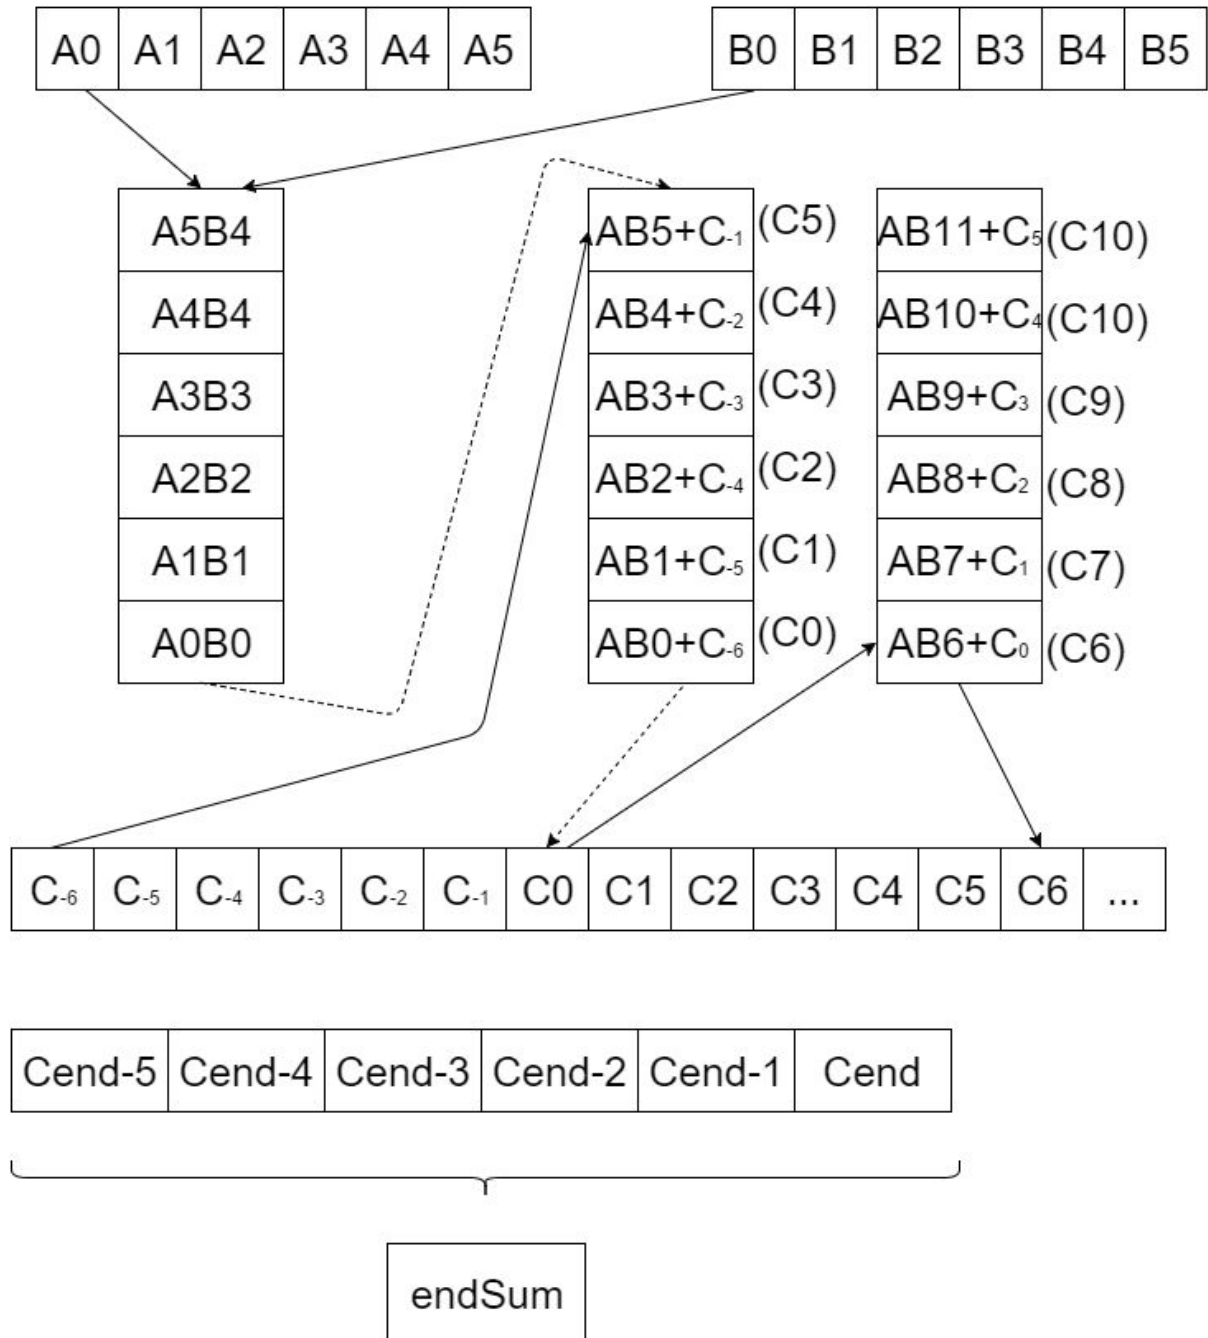 A0 A1 A2 A3 A4 A5 B0 B1 B2 B3 B4 B5
A5B4 AB5+C-1 (C5) AB11+C5 (C10)
A4B4 AB4+C-2 (C4) AB10+C4 (C10)
A3B3 AB3+C-3 (C3) AB9+C3 (C9)
A2B2 AB2+C-4 (C2) AB8+C2 (C8)
A1B1 AB1+C-5 (C1) AB7+C1 (C7)
A0B0 AB0+C-6 (C0) AB6+C0 (C6)
C-6 C-5 C-4 C-3 C-2 C-1 C0 C1 C2 C3 C4 C5 C6 ...
Cend-5 Cend-4 Cend-3 Cend-2 Cend-1 Cend
endSum